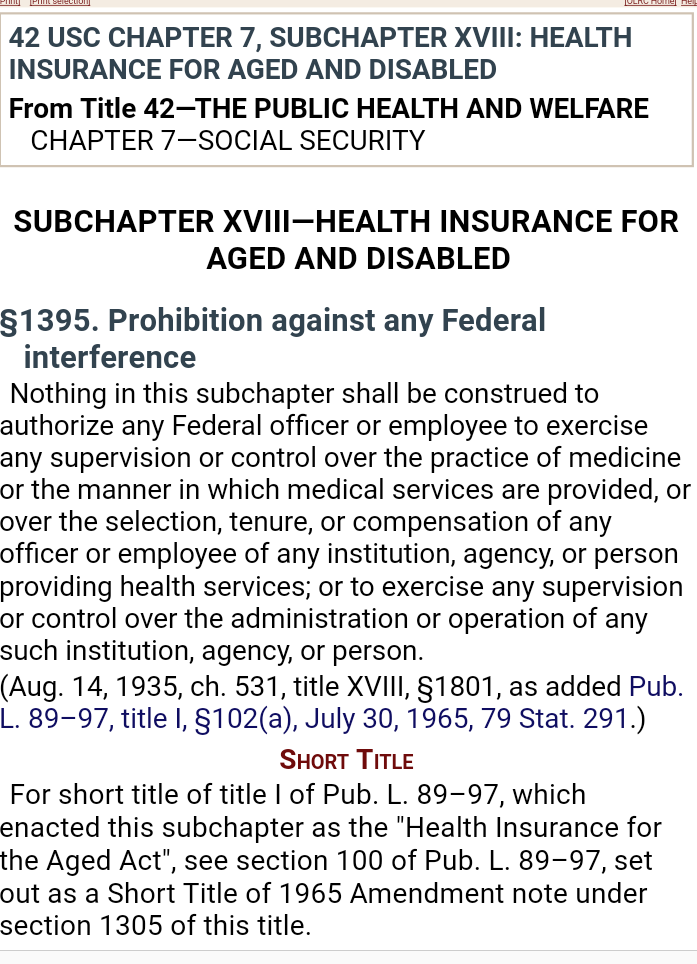 Print] [Print selection] [OLRC Home] Help
42 USC CHAPTER 7, SUBCHAPTER XVIII: HEALTH
INSURANCE FOR AGED AND DISABLED
From Title 42—THE PUBLIC HEALTH AND WELFARE
CHAPTER 7—SOCIAL SECURITY
SUBCHAPTER XVIII—HEALTH INSURANCE FOR
AGED AND DISABLED
§1395. Prohibition against any Federal
interference
Nothing in this subchapter shall be construed to
authorize any Federal officer or employee to exercise
any supervision or control over the practice of medicine
or the manner in which medical services are provided, or
over the selection, tenure, or compensation of any
officer or employee of any institution, agency, or person
providing health services; or to exercise any supervision
or control over the administration or operation of any
such institution, agency, or person.
(Aug. 14, 1935, ch. 531, title XVIII, §1801, as added Pub.
L. 89–97, title I, §102(a), July 30, 1965, 79 Stat. 291.)
Short Title
For short title of title I of Pub. L. 89–97, which
enacted this subchapter as the "Health Insurance for
the Aged Act", see section 100 of Pub. L. 89–97, set
out as a Short Title of 1965 Amendment note under
section 1305 of this title.